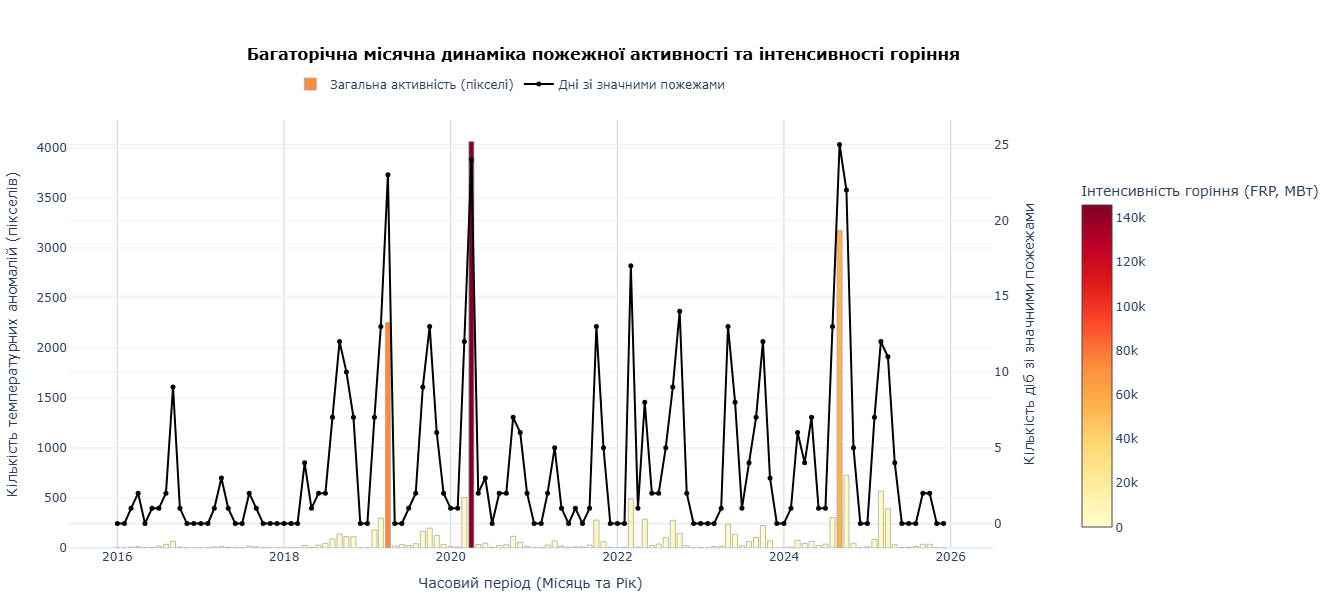 Багаторічна місячна динаміка пожежної активності та інтенсивності горіння
Загальна активність (пікселі)
Дні зі значними пожежами
Кількість температурних аномалій (пікселів)
4000
3500
3000
2500
2000
1500
1000
500
0
2016
2018
2020
2022
2024
2026
Часовий період (Місяць та Рік)
25
20
15
10
5
0
Кількість діб зі значними пожежами
Інтенсивність горіння (FRP, МВт)
140k
120k
100k
80k
60k
40k
20k
0